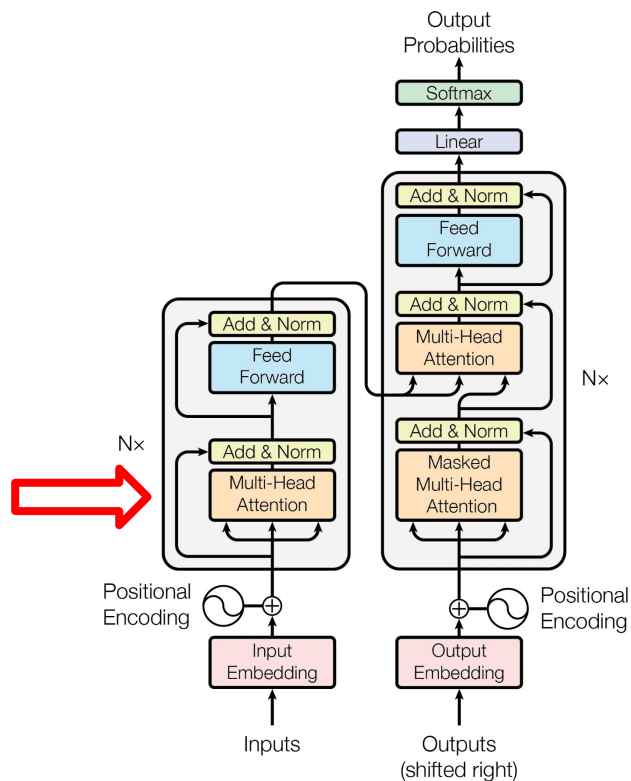 Output
Probabilities
Softmax
Linear
Add & Norm
Feed
Forward
Add & Norm
Multi-Head
Attention
Nx
Add & Norm
Masked
Multi-Head
Attention
Add & Norm
Feed
Forward
Nx
Add & Norm
Multi-Head
Attention
Positional
Encoding
Positional
Encoding
Input
Embedding
Output
Embedding
Inputs
Outputs
(shifted right)